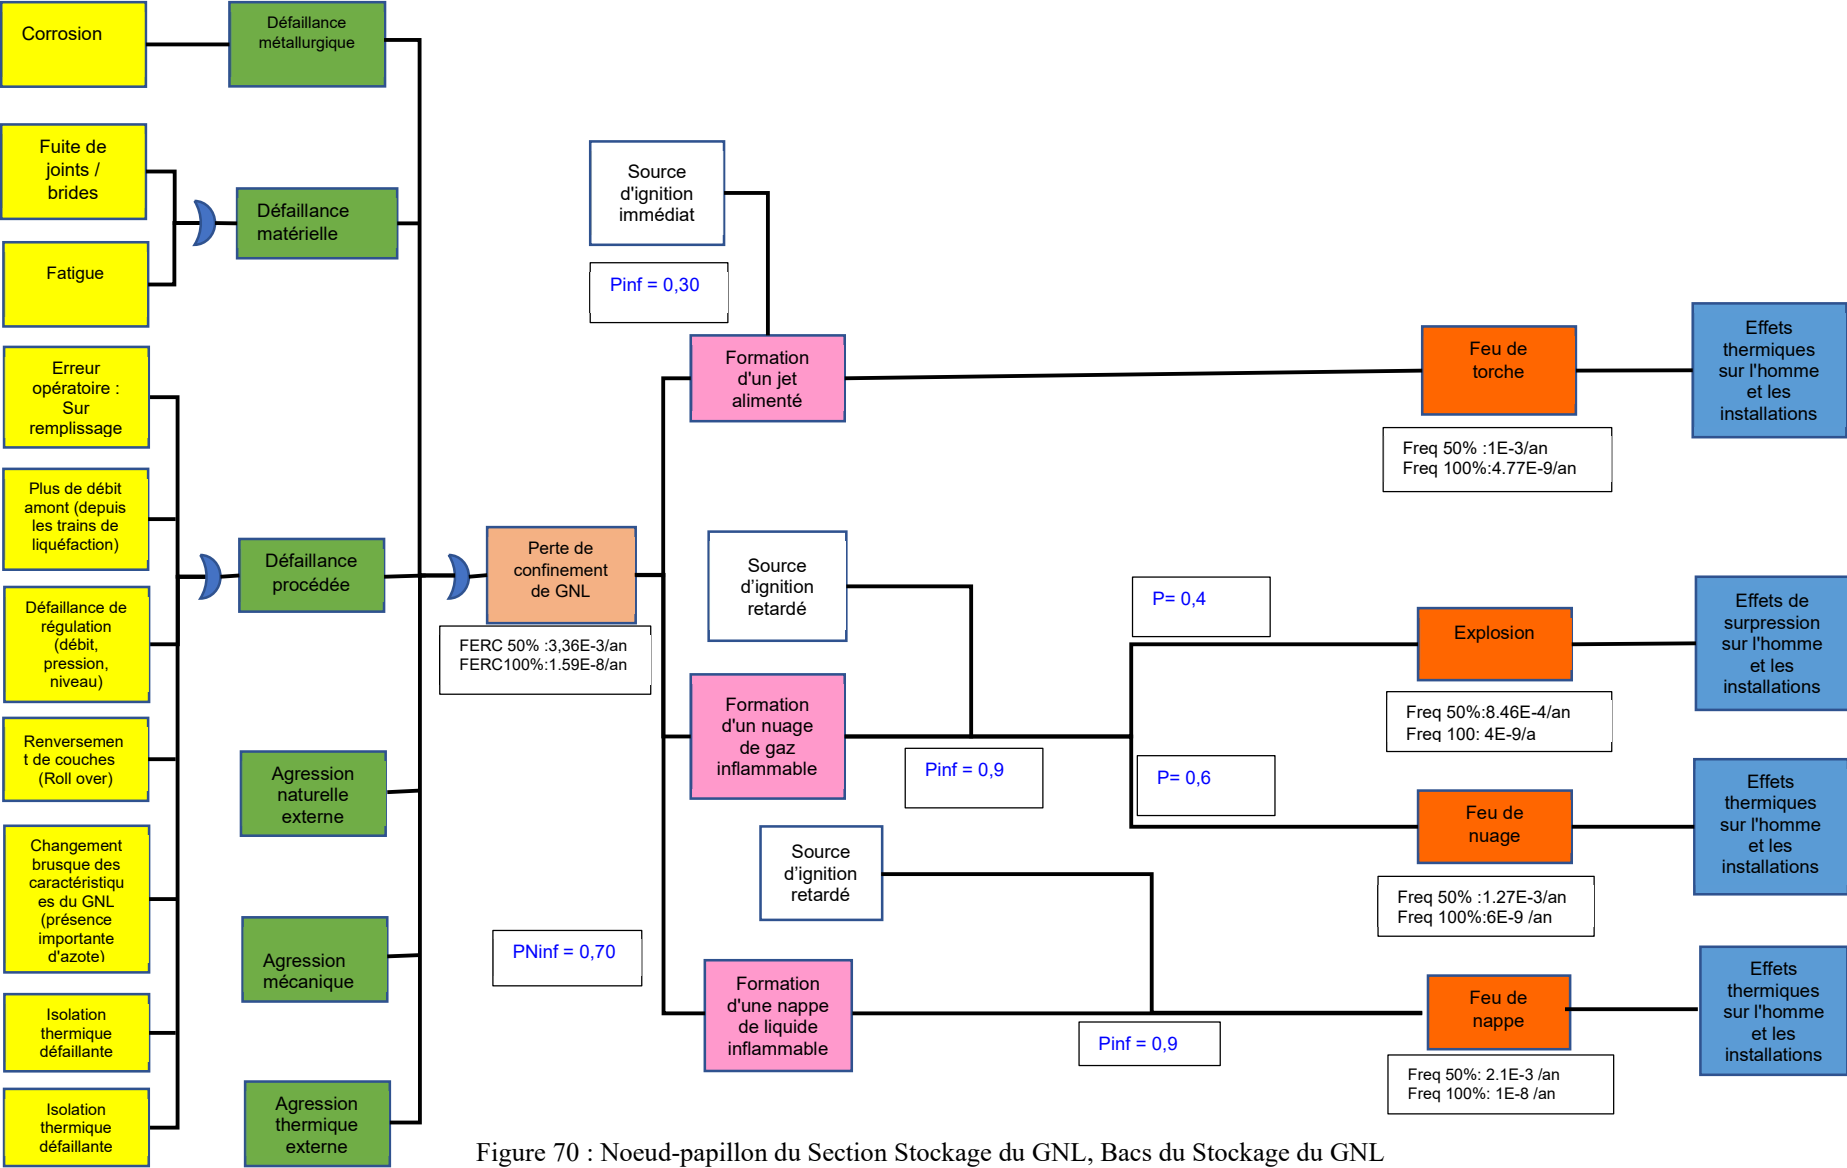 Corrosion
Défaillance
métallurgique
Fuite de
joints /
brides
Fatigue
Défaillance
matérielle
Erreur
opératoire :
Sur
remplissage
Plus de débit
amont (depuis
les trains de
liquéfaction)
Défaillance de
régulation
(débit,
pression,
niveau)
Renversemen
t de couches
(Roll over)
Changement
brusque des
caractéristiqu
es du GNL
(présence
importante
d'azote)
Isolation
thermique
défaillante
Isolation
thermique
défaillante
Défaillance
procédée
Agression
naturelle
externe
Agression
mécanique
Agression
thermique
externe
Perte de
confinement
de GNL
FERC 50% :3,36E-3/an
FERC100%:1.59E-8/an
PNinf = 0,70
Source
d'ignition
immédiat
Pinf = 0,30
Formation
d'un jet
alimenté
Source
d’ignition
retardé
Formation
d'un nuage
de gaz
inflammable
Pinf = 0,9
Source
d’ignition
retardé
Formation
d'une nappe
de liquide
inflammable
Pinf = 0,9
P= 0,4
P= 0,6
Feu de
torche
Freq 50% :1E-3/an
Freq 100%:4.77E-9/an
Explosion
Freq 50%:8.46E-4/an
Freq 100: 4E-9/a
Feu de
nuage
Freq 50% :1.27E-3/an
Freq 100%:6E-9 /an
Feu de
nappe
Freq 50%: 2.1E-3 /an
Freq 100%: 1E-8 /an
Effets
thermiques
sur l'homme
et les
installations
Effets de
surpression
sur l'homme
et les
installations
Effets
thermiques
sur l'homme
et les
installations
Effets
thermiques
sur l'homme
et les
installations
Figure 70 : Noeud-papillon du Section Stockage du GNL, Bacs du Stockage du GNL